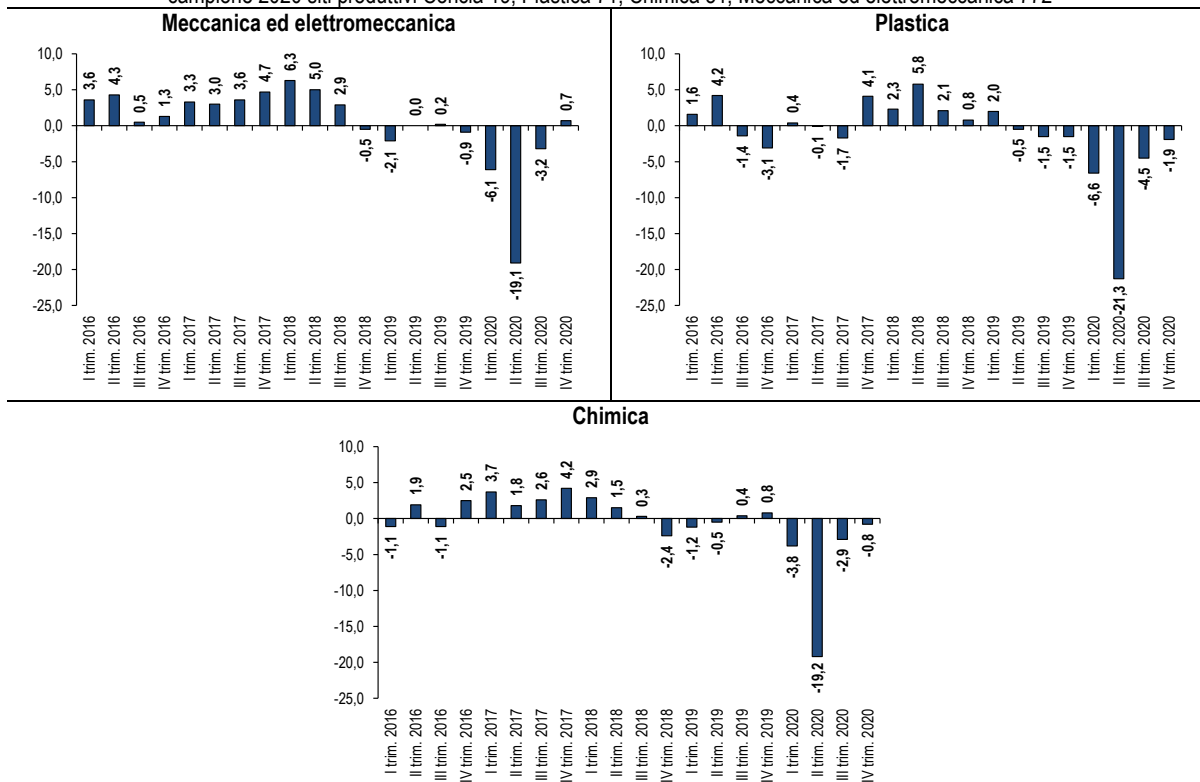 campione 2020 siti produttivi Concia Plastica Chimica Meccanica ed elettromeccanica
Meccanica ed elettromeccanica
10,0
5,0
0,0
-5,0
-10,0
-15,0
-20,0
-25,0
3,6
4,3
0,5
1,3
3,3
3,0
3,6
4,7
6,3
5,0
2,9
-0,5
-2,1
0,0
0,2
-0,9
-6,1
-19,1
-3,2
0,7
I trim. 2016
II trim. 2016
III trim. 2016
IV trim. 2016
I trim. 2017
II trim. 2017
III trim. 2017
IV trim. 2017
I trim. 2018
II trim. 2018
III trim. 2018
IV trim. 2018
I trim. 2019
II trim. 2019
III trim. 2019
IV trim. 2019
I trim. 2020
II trim. 2020
III trim. 2020
IV trim. 2020
Plastica
10,0
5,0
0,0
-5,0
-10,0
-15,0
-20,0
-25,0
1,6
4,2
-1,4
-3,1
0,4
-0,1
-1,7
4,1
2,3
5,8
2,1
0,8
2,0
-0,5
-1,5
-1,5
-6,6
-21,3
-4,5
-1,9
I trim. 2016
II trim. 2016
III trim. 2016
IV trim. 2016
I trim. 2017
II trim. 2017
III trim. 2017
IV trim. 2017
I trim. 2018
II trim. 2018
III trim. 2018
IV trim. 2018
I trim. 2019
II trim. 2019
III trim. 2019
IV trim. 2019
I trim. 2020
II trim. 2020
III trim. 2020
IV trim. 2020
Chimica
10,0
5,0
0,0
-5,0
-10,0
-15,0
-20,0
-25,0
-1,1
1,9
-1,1
2,5
3,7
1,8
2,6
4,2
2,9
1,5
0,3
-2,4
-1,2
-0,5
0,4
0,8
-3,8
-19,2
-2,9
-0,8
I trim. 2016
II trim. 2016
III trim. 2016
IV trim. 2016
I trim. 2017
II trim. 2017
III trim. 2017
IV trim. 2017
I trim. 2018
II trim. 2018
III trim. 2018
IV trim. 2018
I trim. 2019
II trim. 2019
III trim. 2019
IV trim. 2019
I trim. 2020
II trim. 2020
III trim. 2020
IV trim. 2020